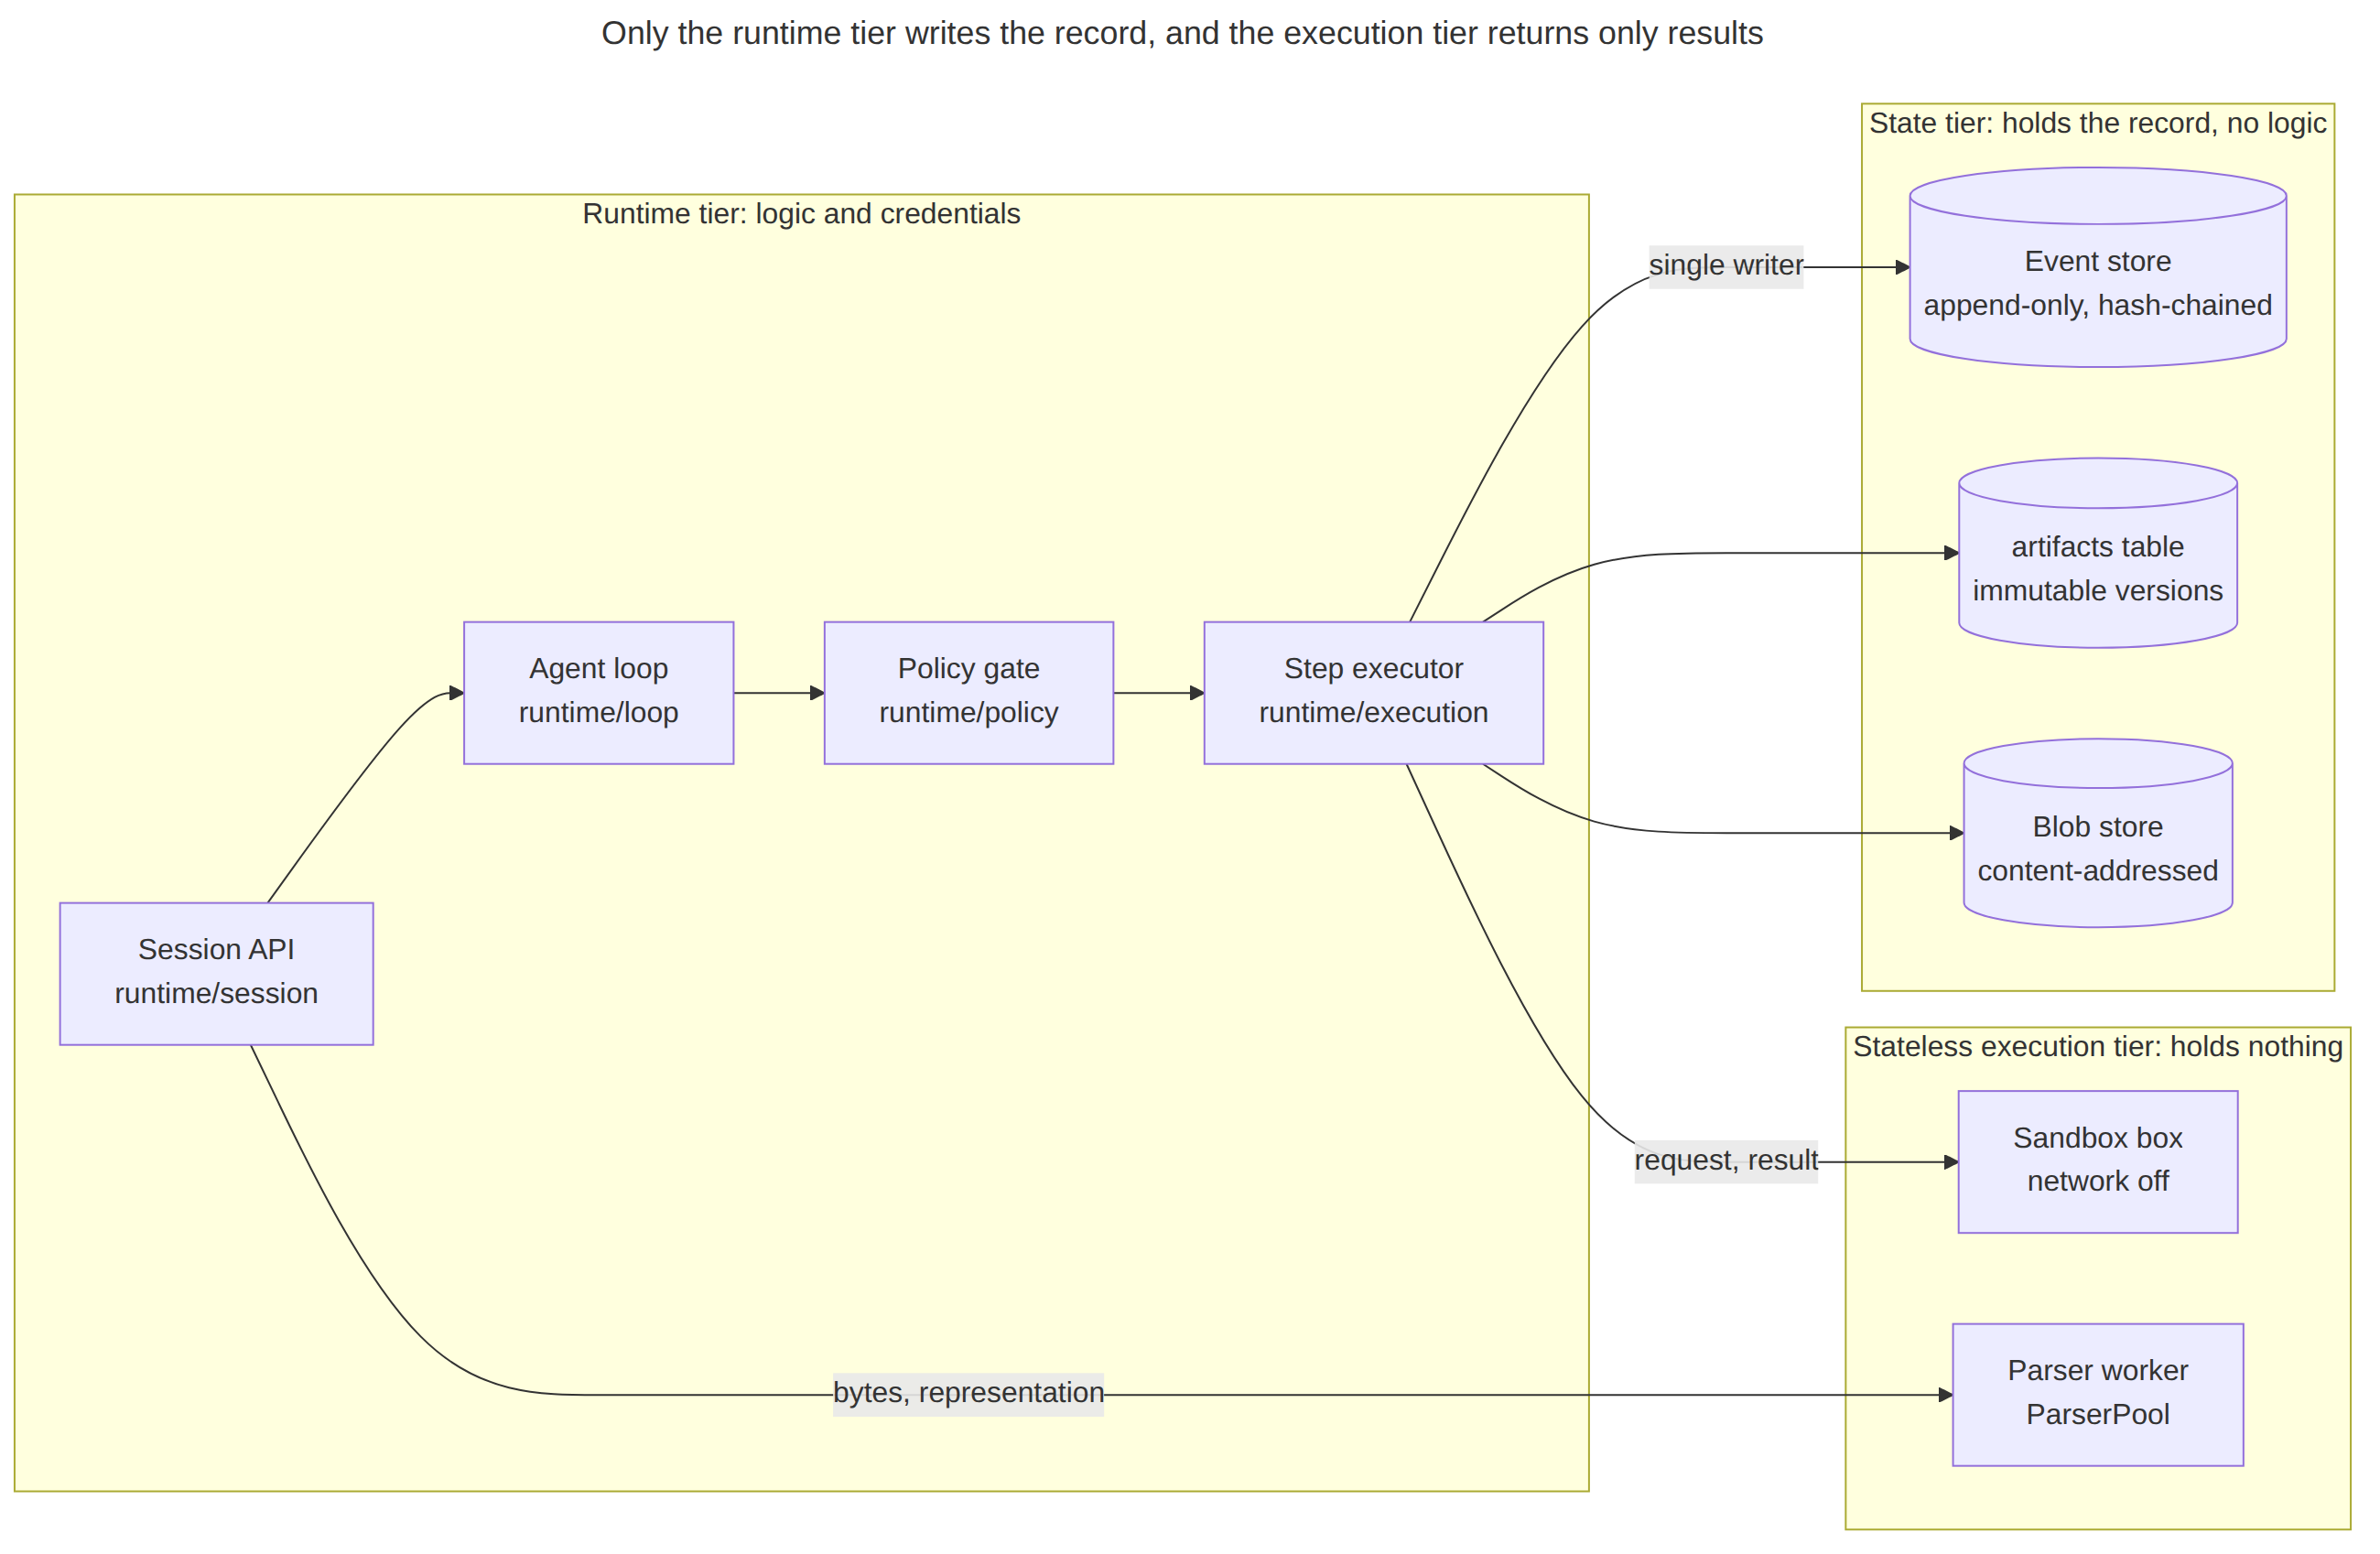 Only the runtime tier writes the record, and the execution tier returns only results
State tier: holds the record, no logic
Runtime tier: logic and credentials
single writer
Event store
append-only, hash-chained
artifacts table
immutable versions
Agent loop
runtime/loop
Policy gate
runtime/policy
Step executor
runtime/execution
Blob store
content-addressed
Session API
runtime/session
Stateless execution tier: holds nothing
request, result
Sandbox box
network off
bytes, representation
Parser worker
ParserPool